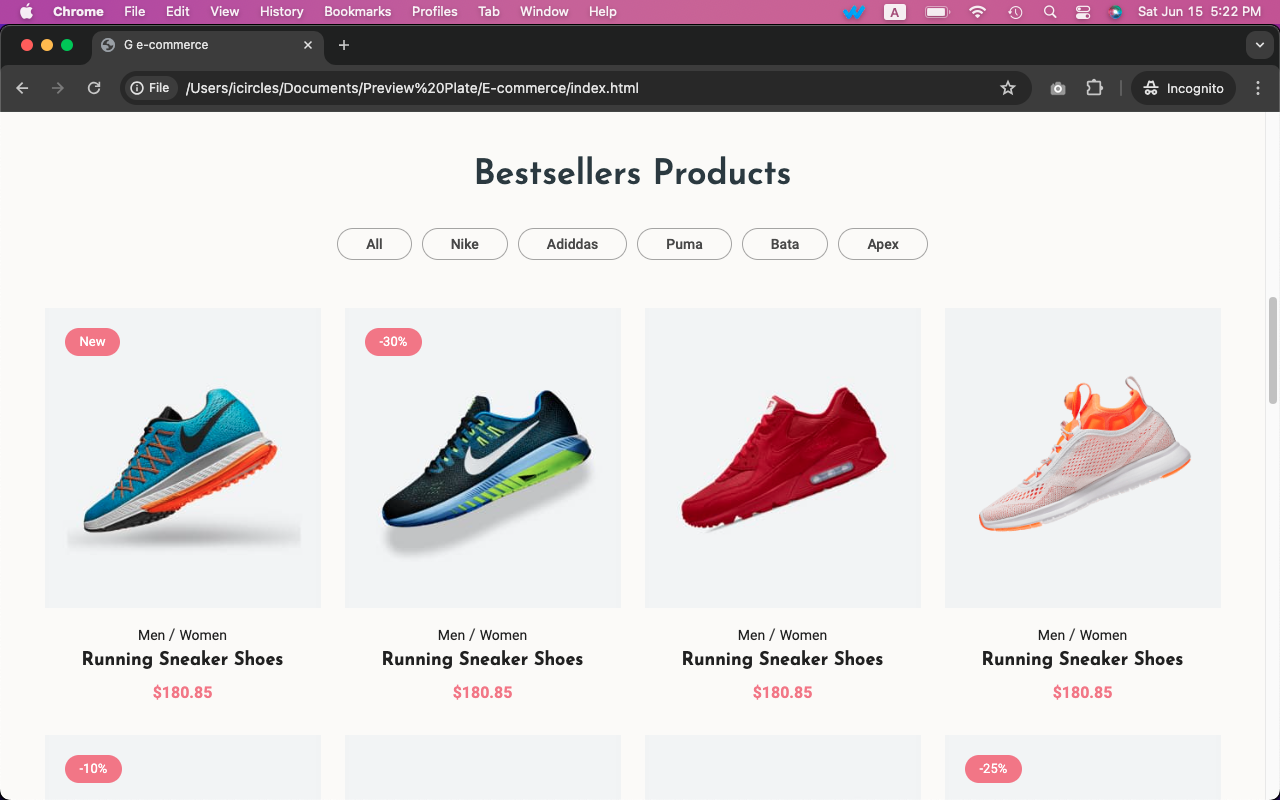 Chrome File Edit View History Bookmarks Profiles Tab Window Help A Sat Jun 15 5:22 PM
G e-commerce
File /Users/icircles/Documents/Preview%20Plate/E-commerce/index.html Incognito
Bestsellers Products
All Nike Adiddas Puma Bata Apex
New -30%
Men / Women Men / Women Men / Women Men / Women
Running Sneaker Shoes Running Sneaker Shoes Running Sneaker Shoes Running Sneaker Shoes
$180.85 $180.85 $180.85 $180.85
-10% -25%